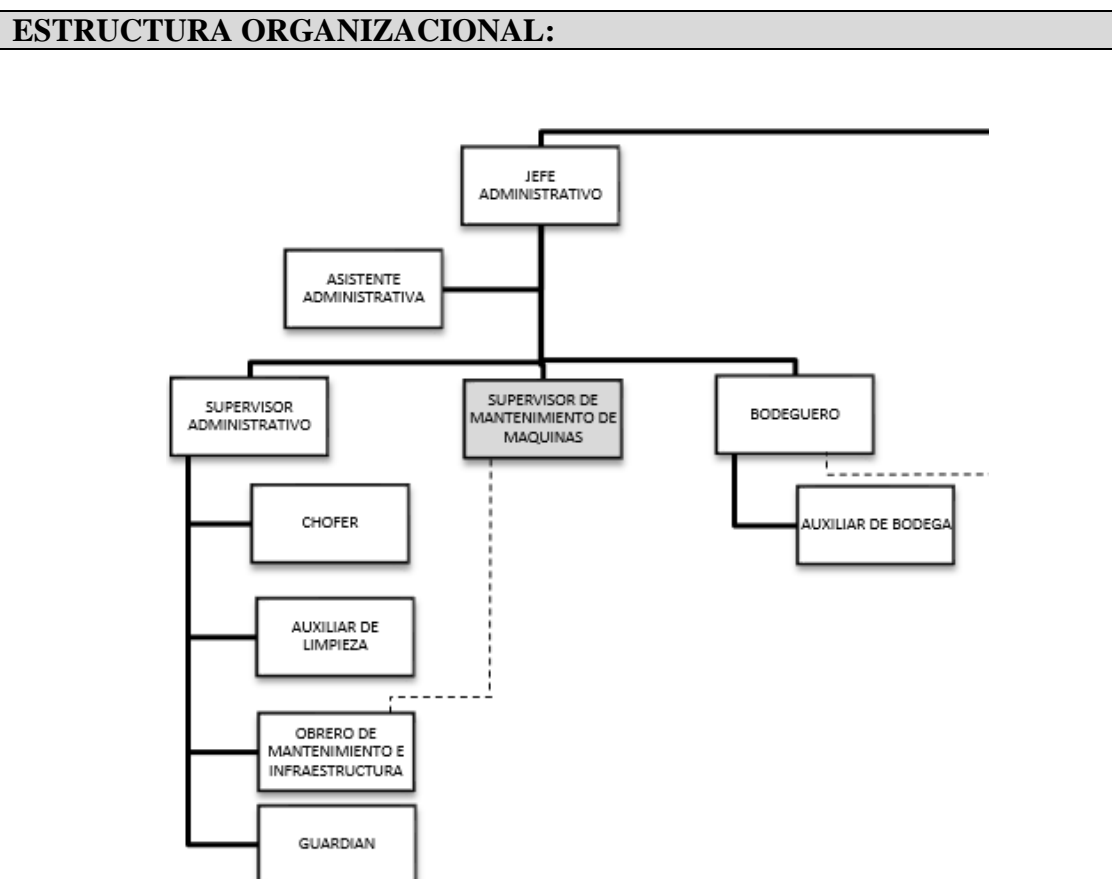 ESTRUCTURA ORGANIZACIONAL:
JEFE
ADMINISTRATIVO
ASISTENTE
ADMINISTRATIVA
SUPERVISOR
ADMINISTRATIVO
SUPERVISOR DE
MANTENIMIENTO DE
MAQUINAS
BODEGUERO
CHOFER
AUXILIAR DE BODEGA
AUXILIAR DE
LIMPIEZA
OBRERO DE
MANTENIMIENTO E
INFRAESTRUCTURA
GUARDIAN